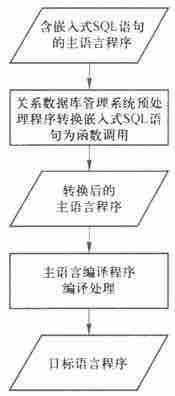 含嵌入式SQL语句
的主语言程序
关系数据库管理系统预处
理程序转换嵌入式SQL语
句为函数调用
转换后的
主语言程序
主语言编译程序
编译处理
目标语言程序